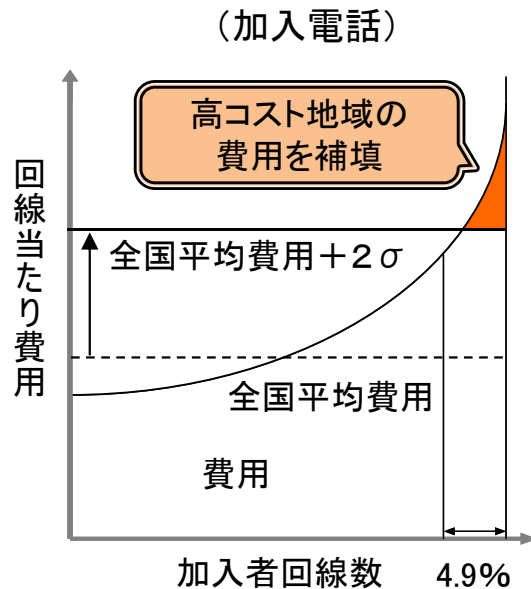 （加入電話）
高コスト地域の
費用を補填
回線当たり費用
全国平均費用＋２σ
全国平均費用
費用
加入者回線数
4.9%